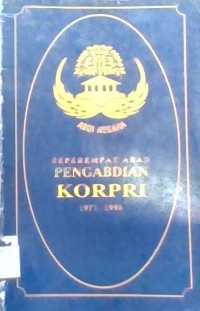 ABDI NEGARA
SEPEREMPAT ABAD
PENGABDIAN
KORPRI
1971 - 1996